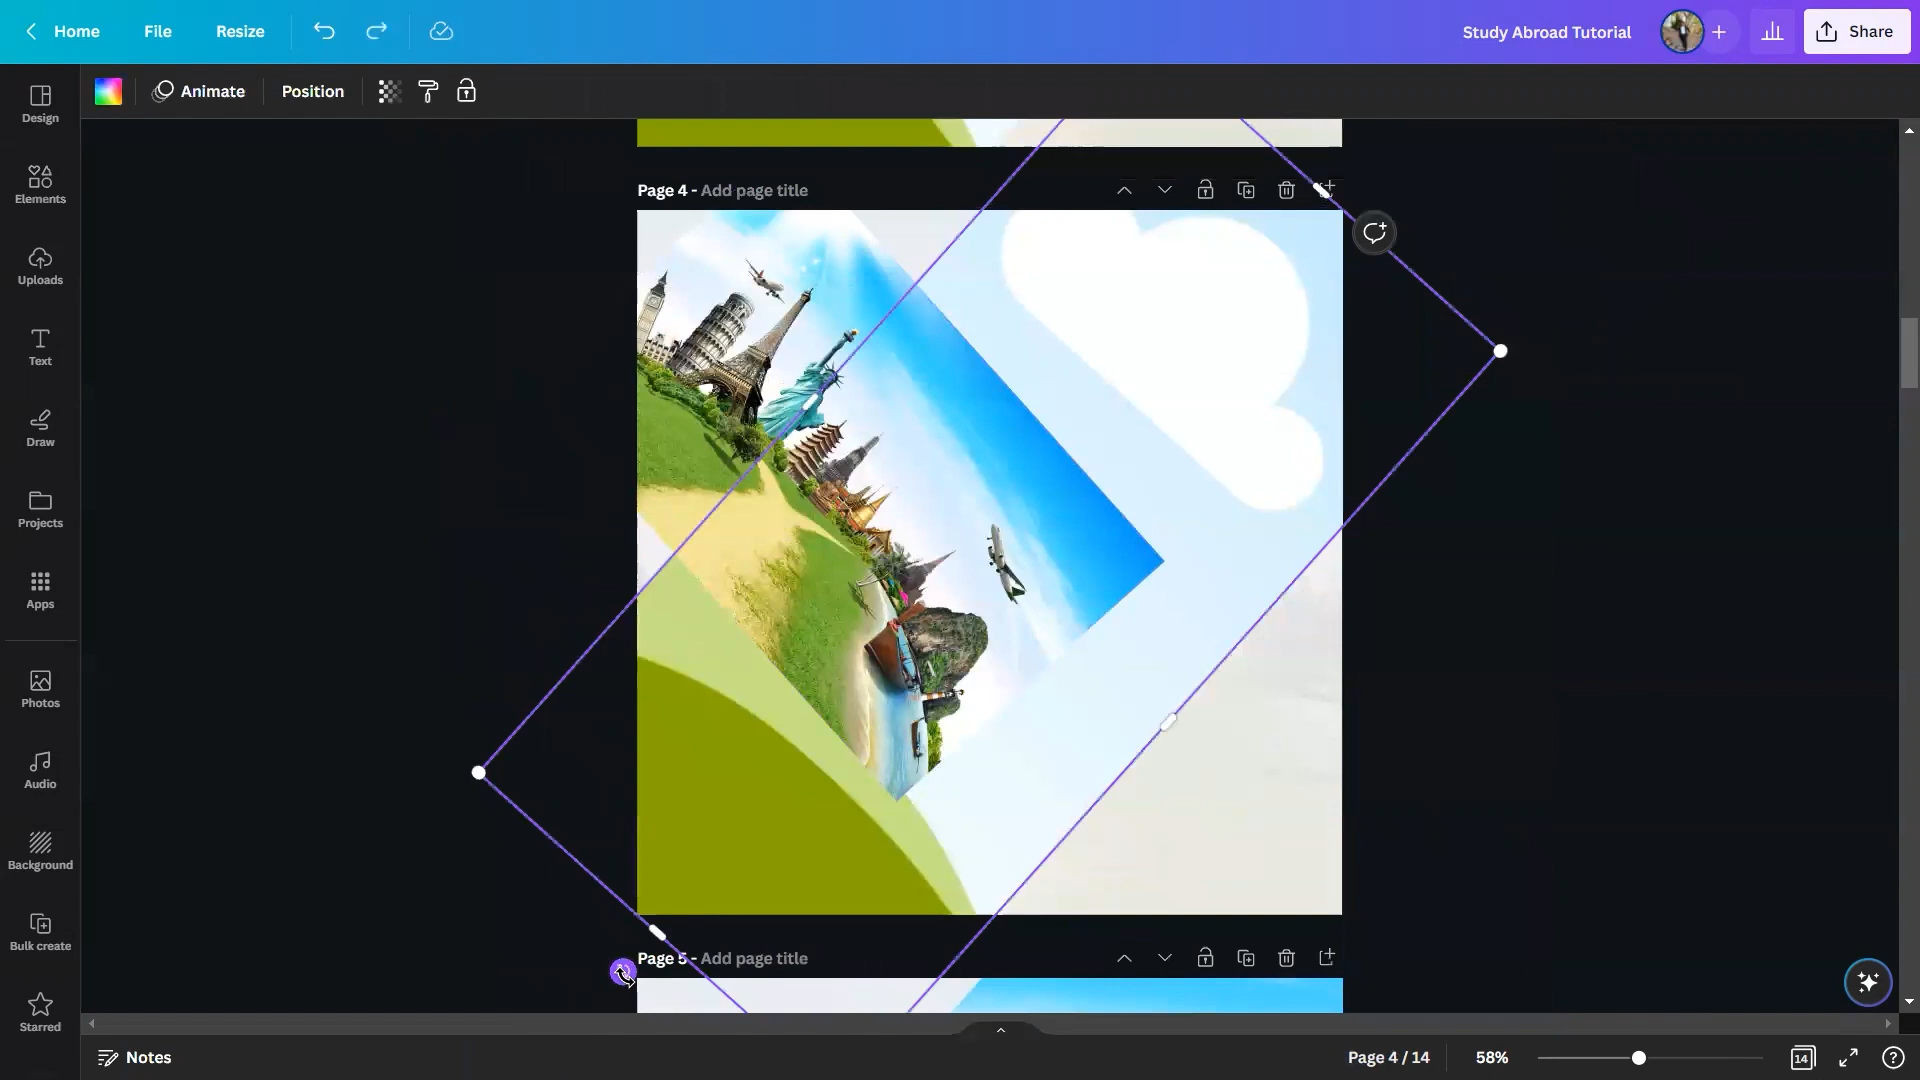 Home
File
Resize
Study Abroad Tutorial
Share
Animate
Position
Design
Elements
Uploads
Text
Draw
Projects
Apps
Photos
Audio
Background
Bulk create
Starred
Page 4 - Add page title
Page 5 - Add page title
Notes
Page 4 / 14
58%
14